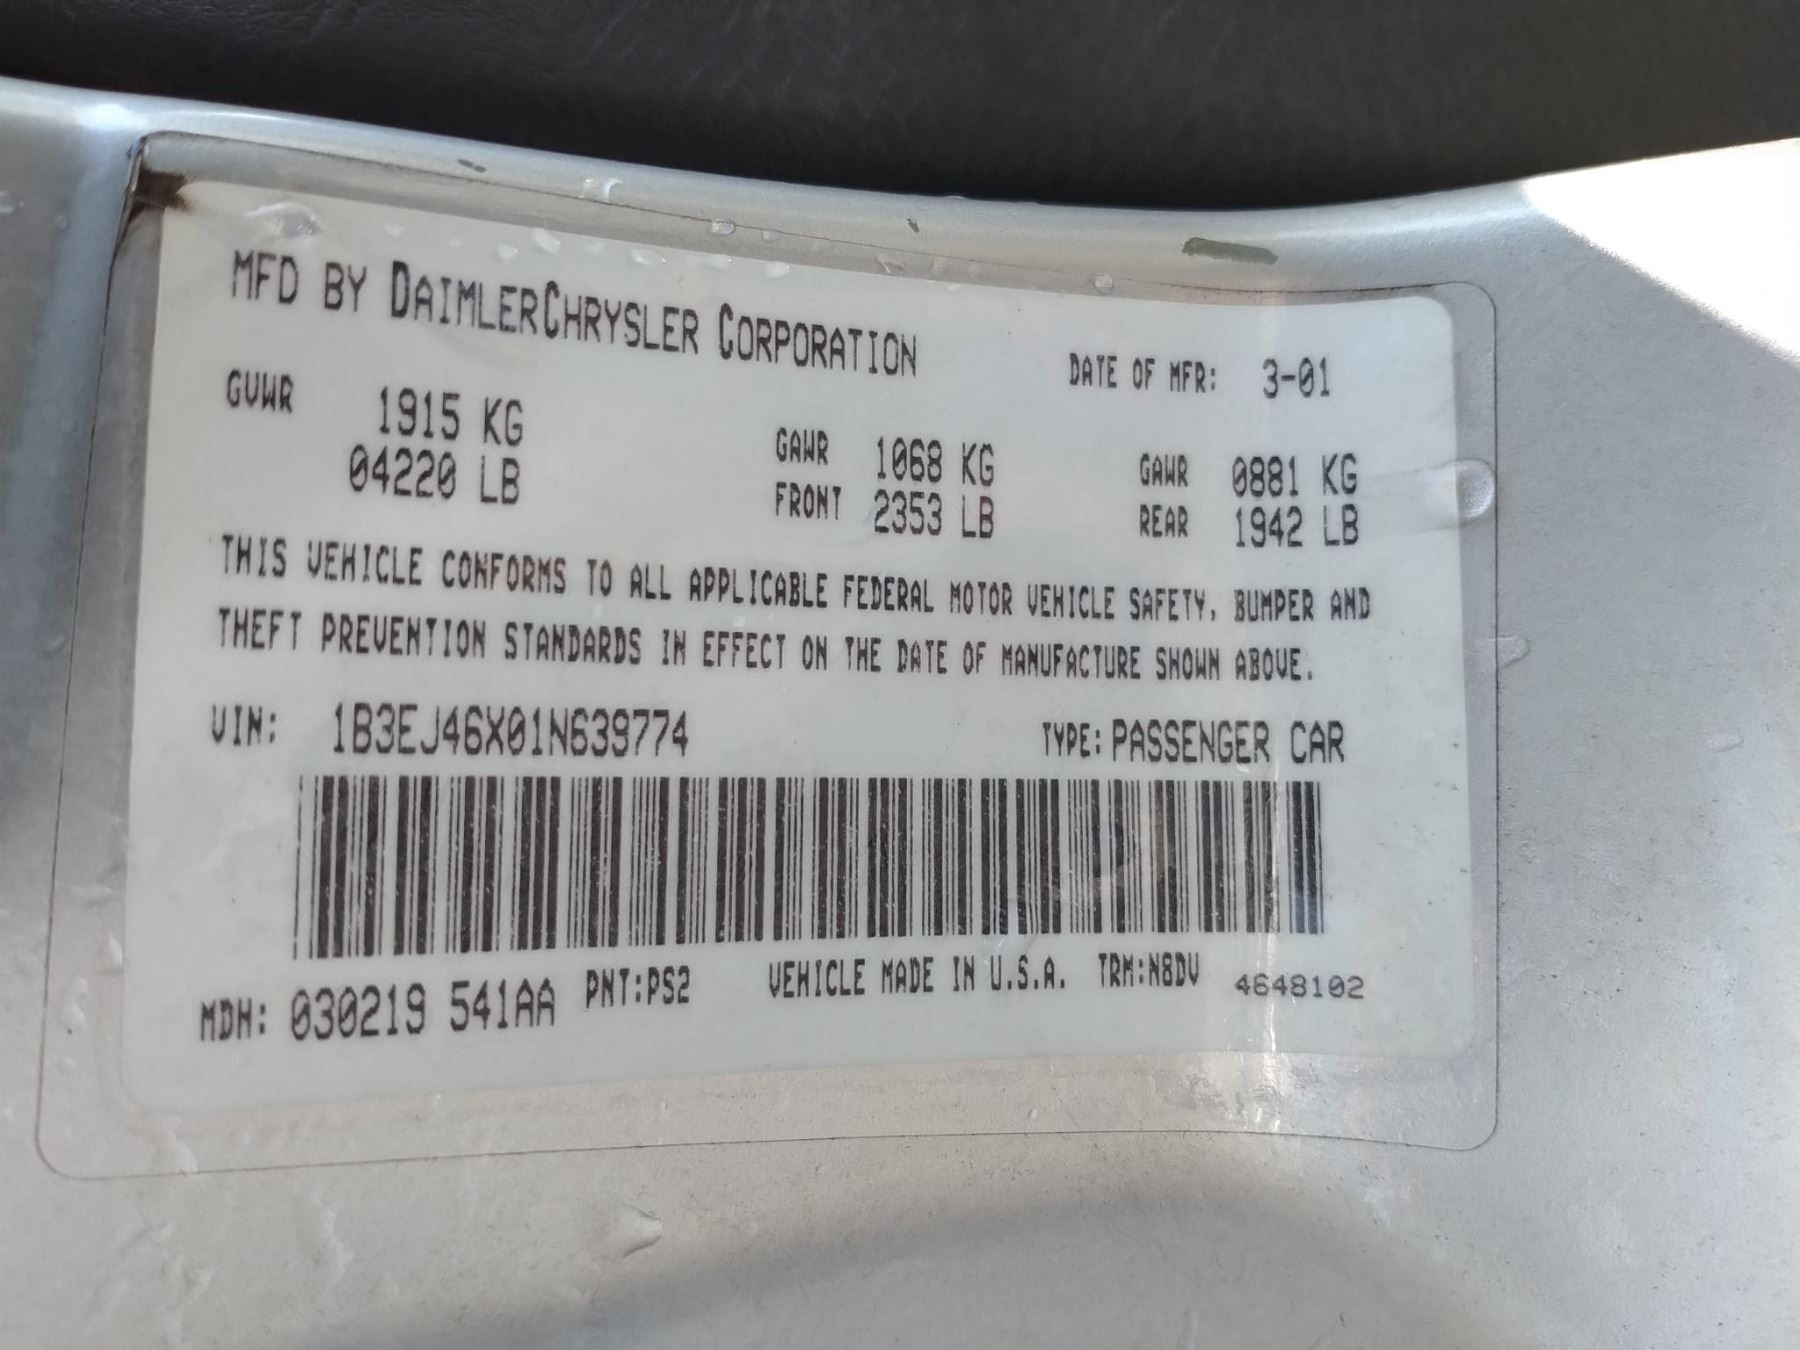 MFD BY DAIMLERCHRYSLER CORPORATION
DATE OF MFR: 3-01
GVWR 1915 KG
04220 LB
GAWR 1068 KG
FRONT 2353 LB
GAWR 0881 KG
REAR 1942 LB
THIS VEHICLE CONFORMS TO ALL APPLICABLE FEDERAL MOTOR VEHICLE SAFETY, BUMPER AND
THEFT PREVENTION STANDARDS IN EFFECT ON THE DATE OF MANUFACTURE SHOWN ABOVE.
VIN: 1B3EJ46X01N639774
TYPE: PASSENGER CAR
MDH: 030219 541AA PNT:PS2 VEHICLE MADE IN U.S.A. TRM:N8DV 4648102